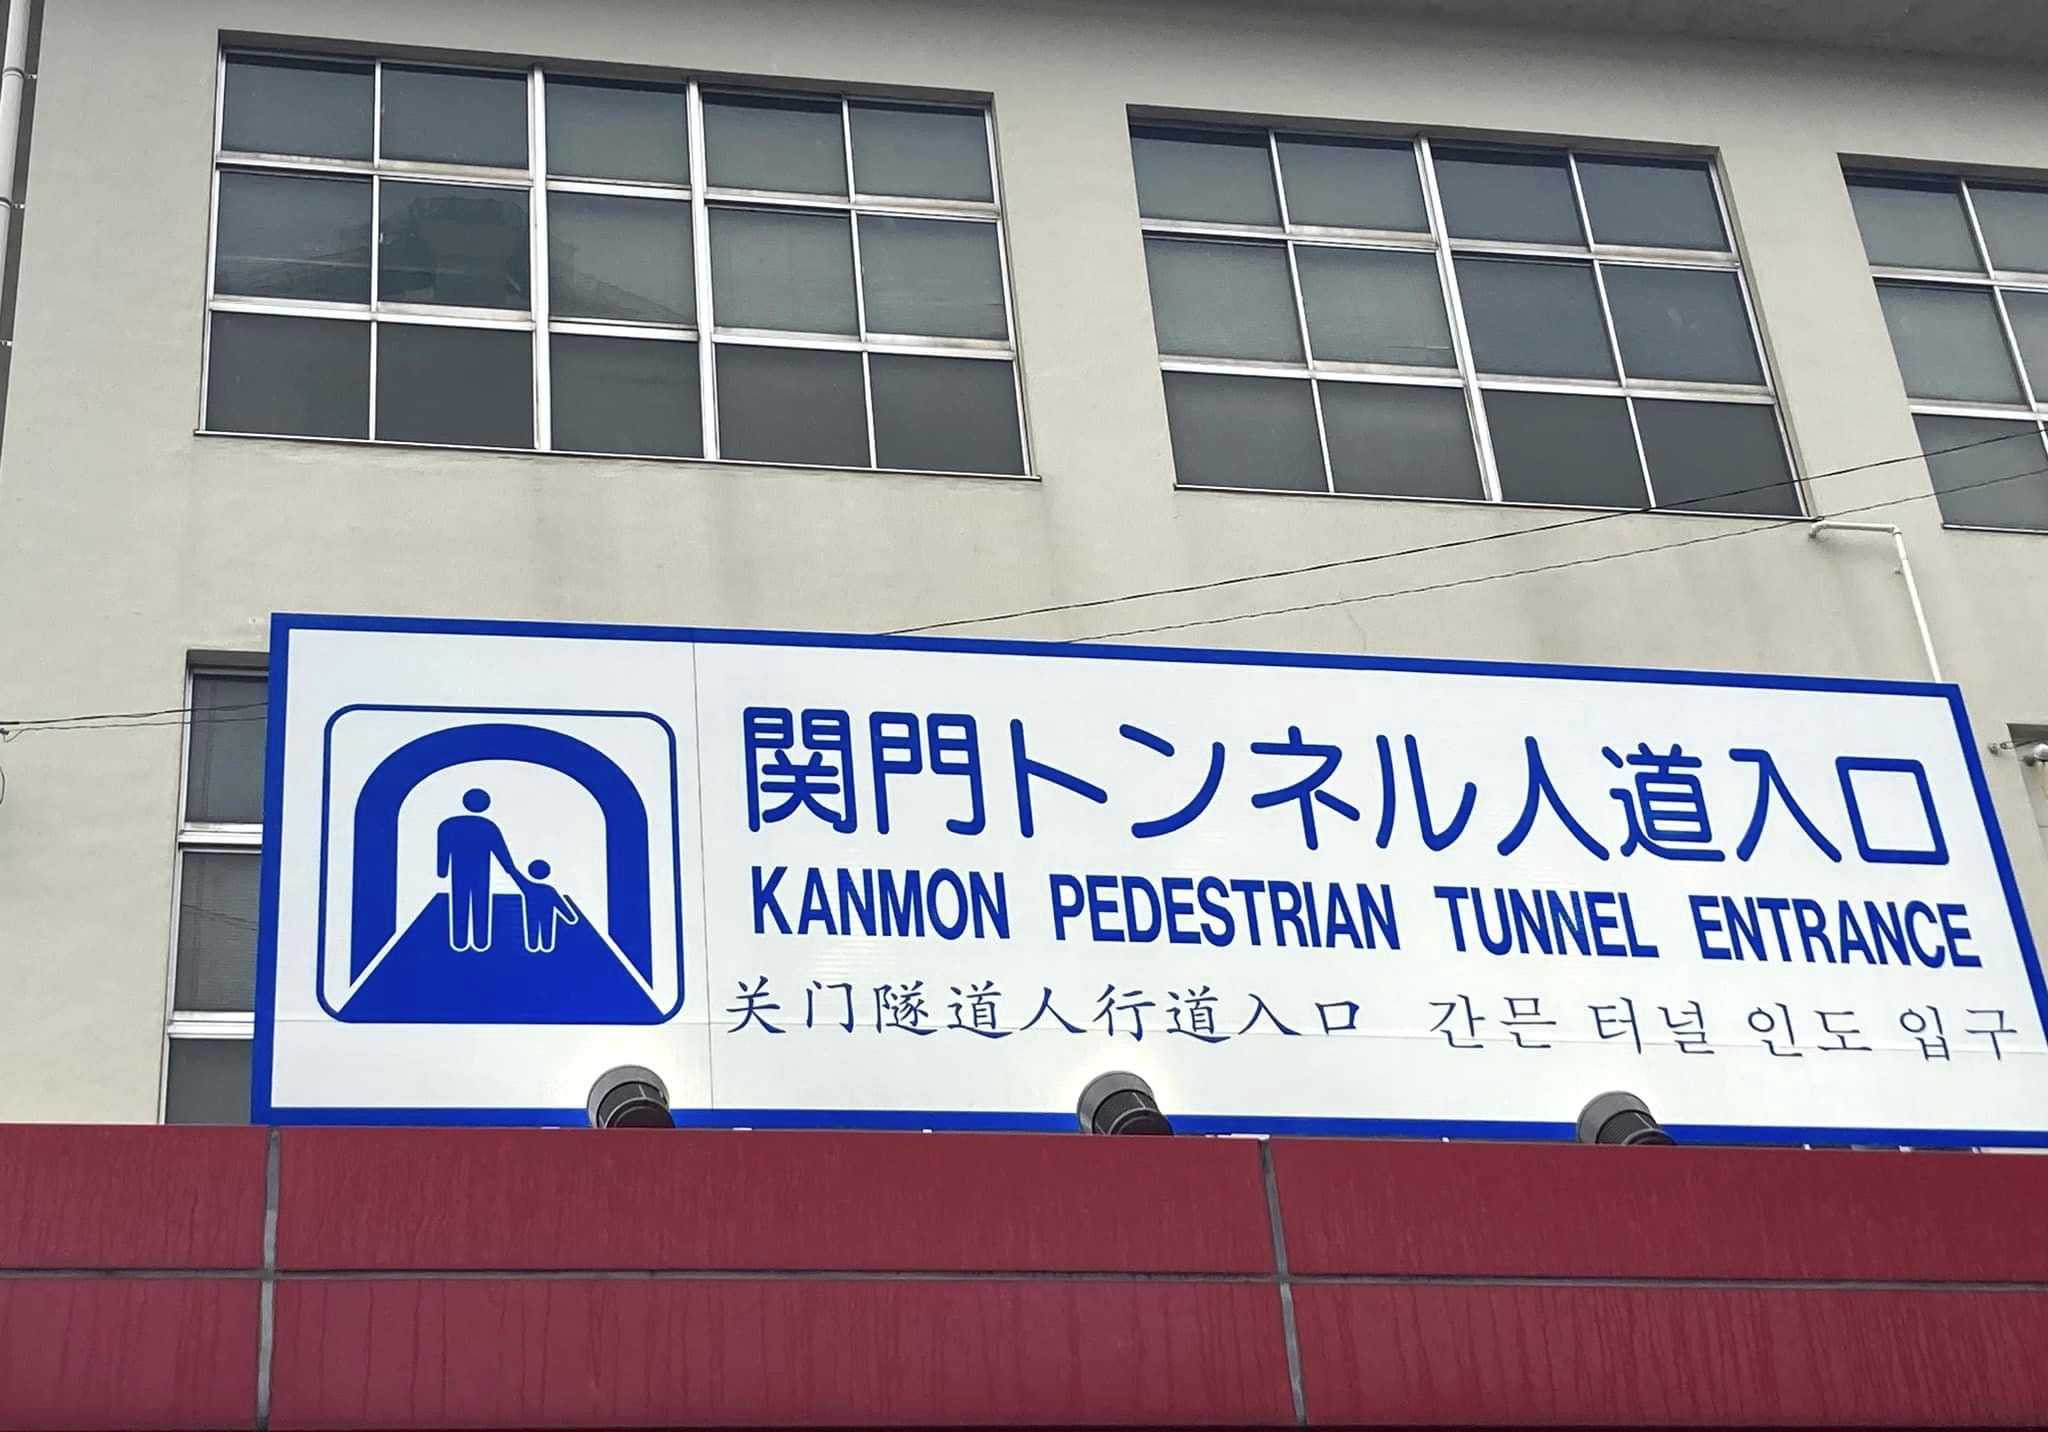 関門トンネル人道入口
KANMON PEDESTRIAN TUNNEL ENTRANCE
关门隧道人行道入口 간믄 터널 인도 입구